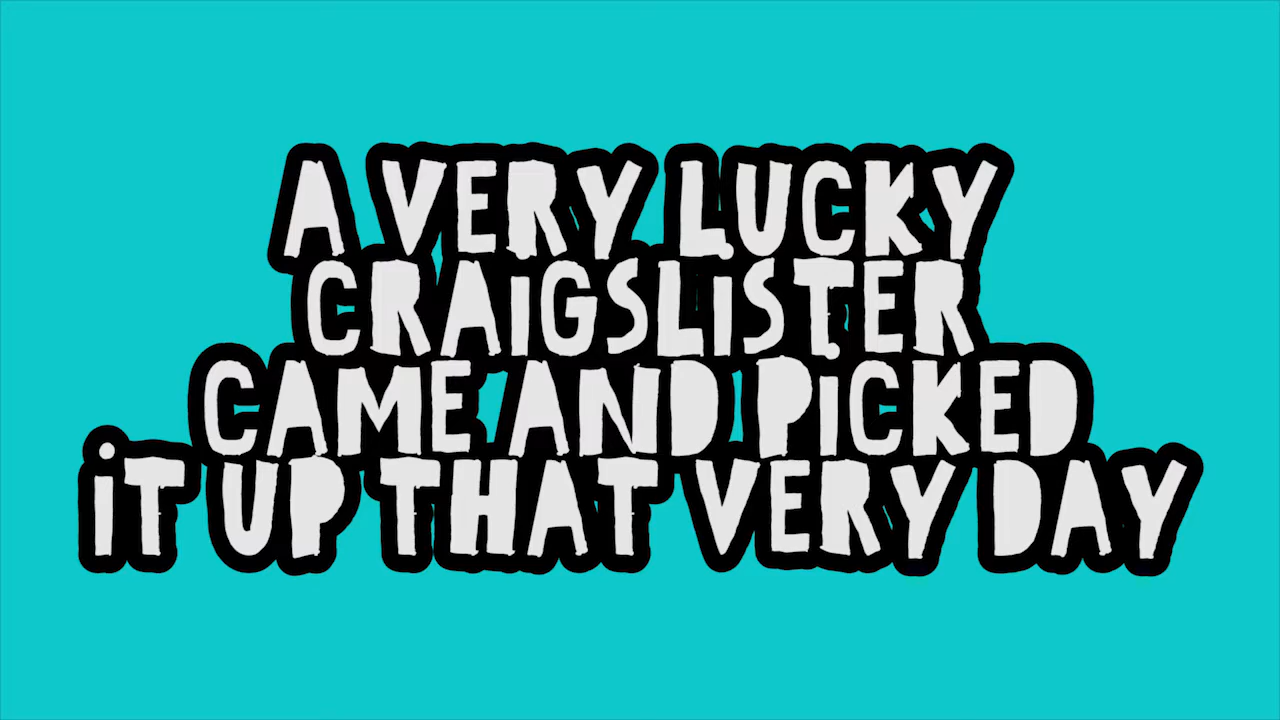 A VERY LUCKY
CRAiGSLiSTER
CAME AND PiCKED
iT UP THAT VERY DAY